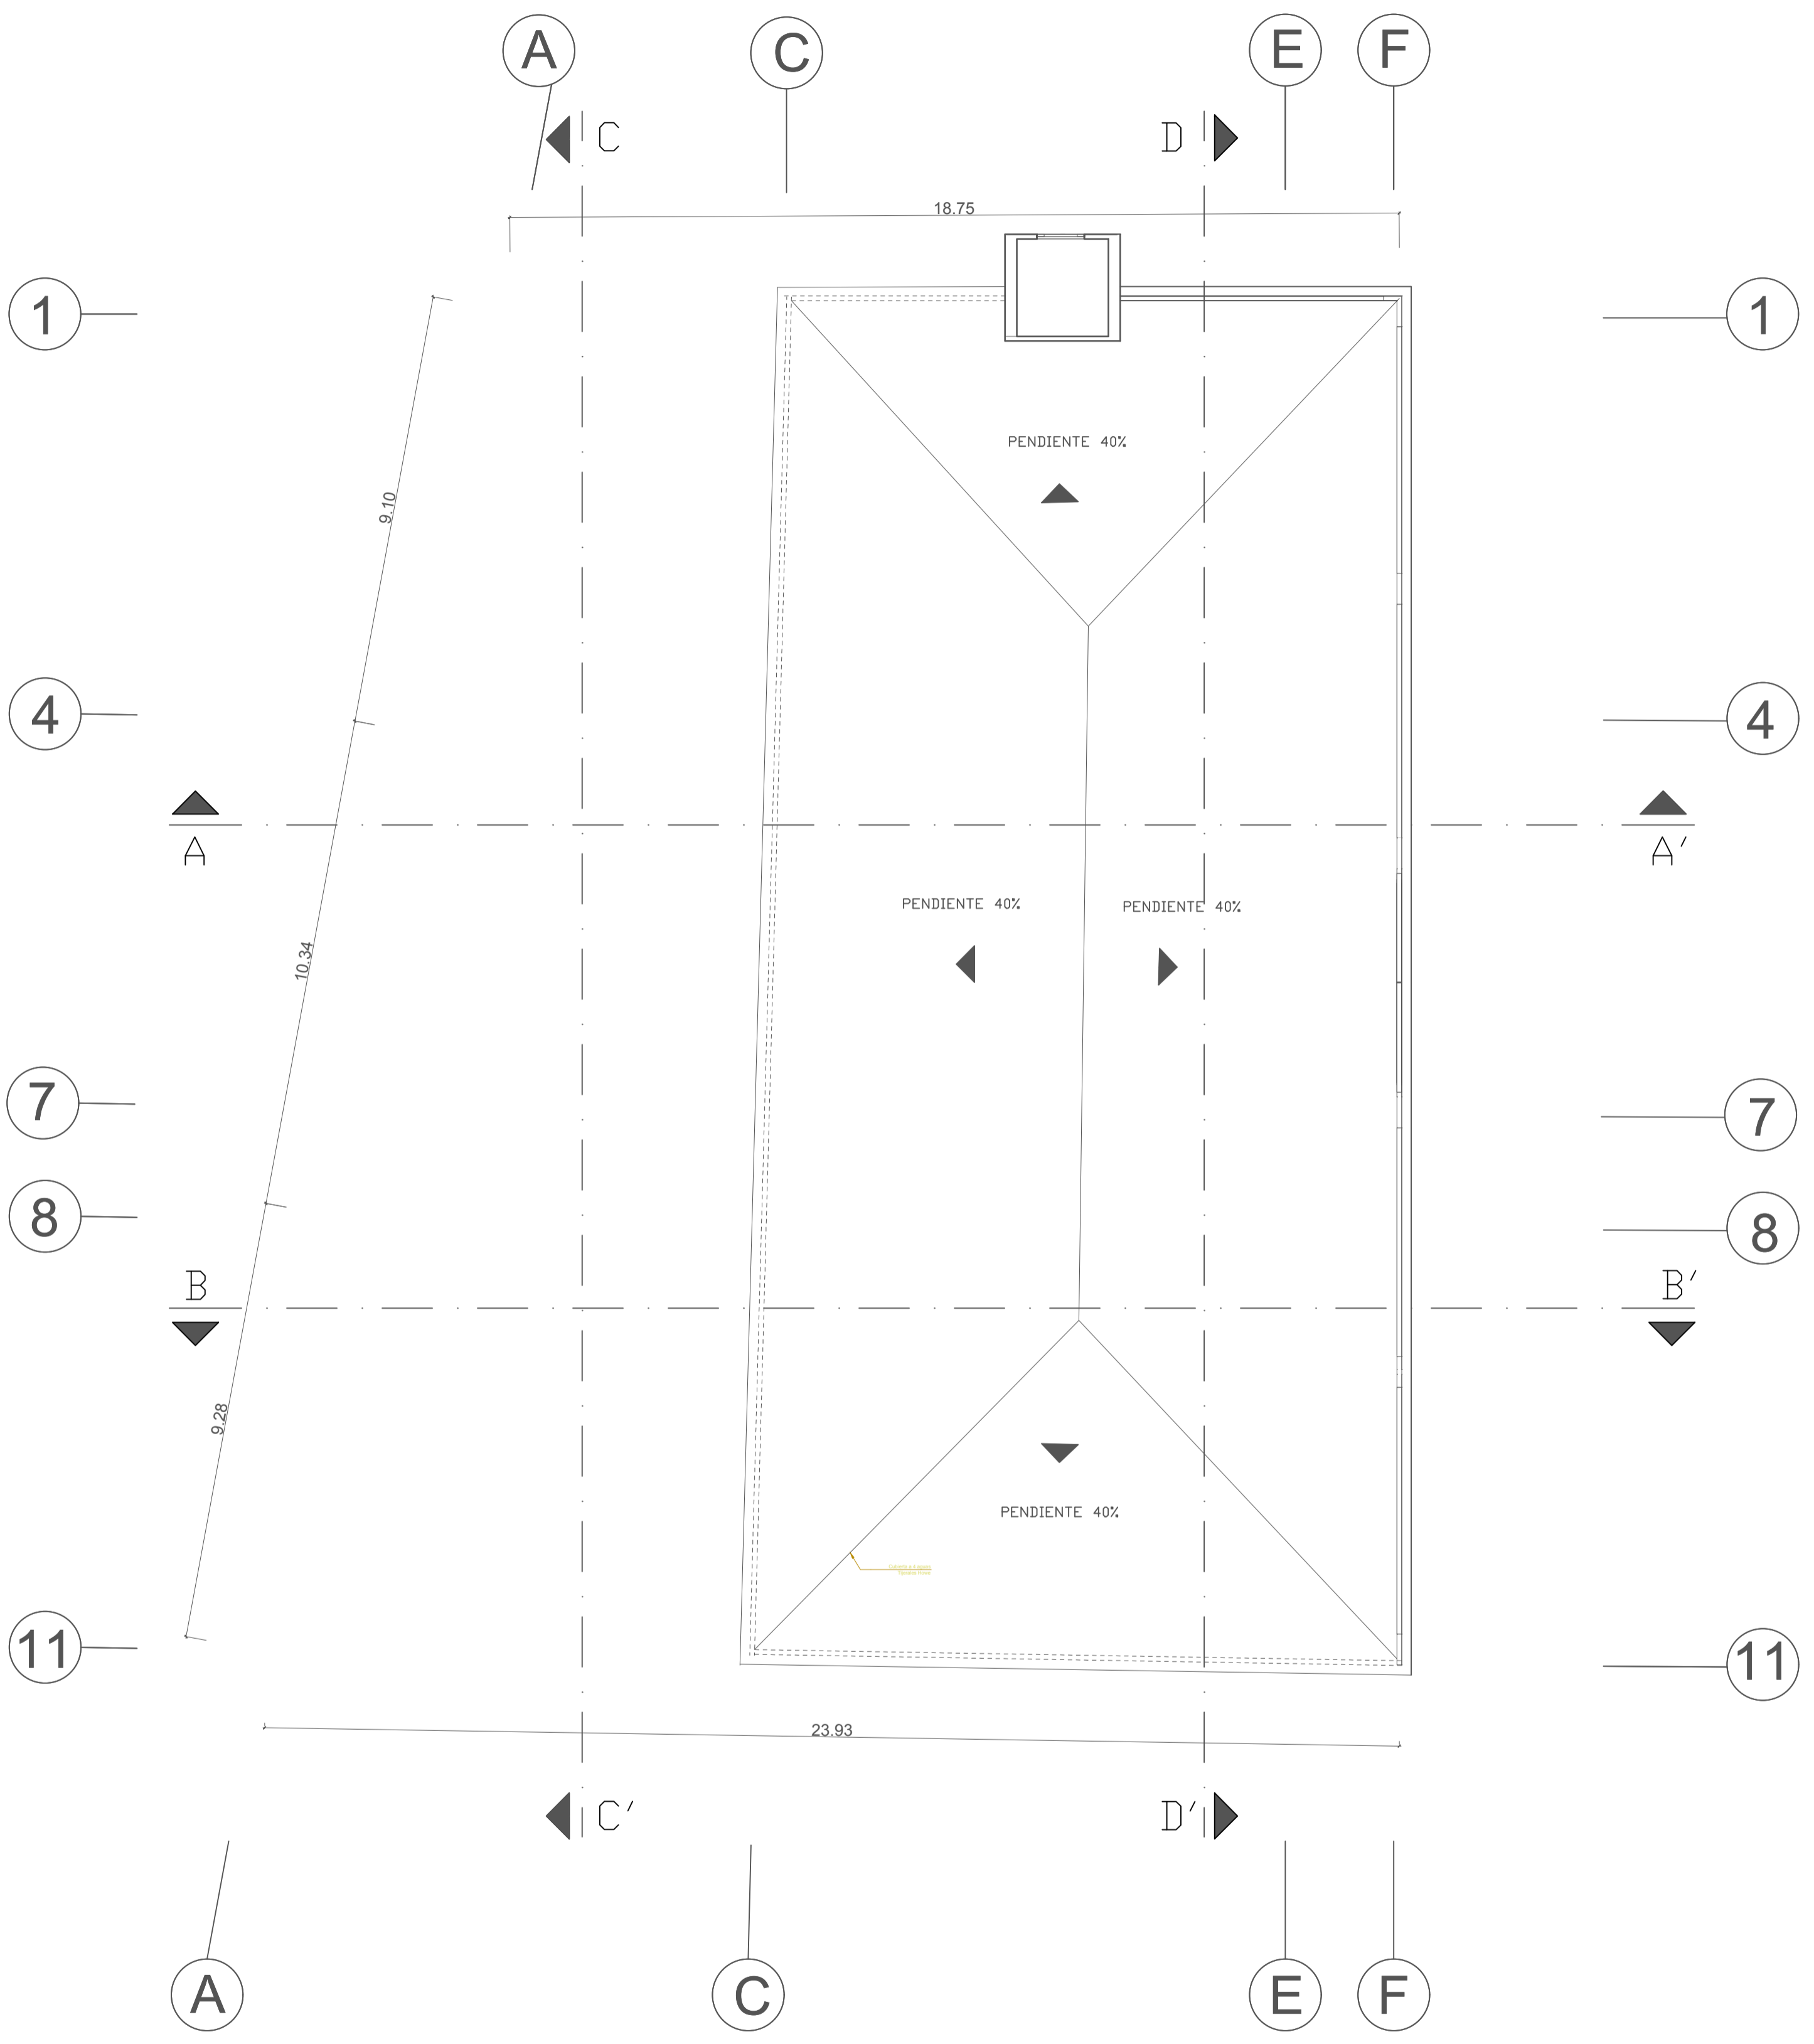 A C E F
C D
18.75
1 1
PENDIENTE 40%
9.10
4 4
A A'
PENDIENTE 40% PENDIENTE 40%
10.34
7 7
8 8
B B'
9.28
PENDIENTE 40%
11 11
23.93
C' D'
A C E F